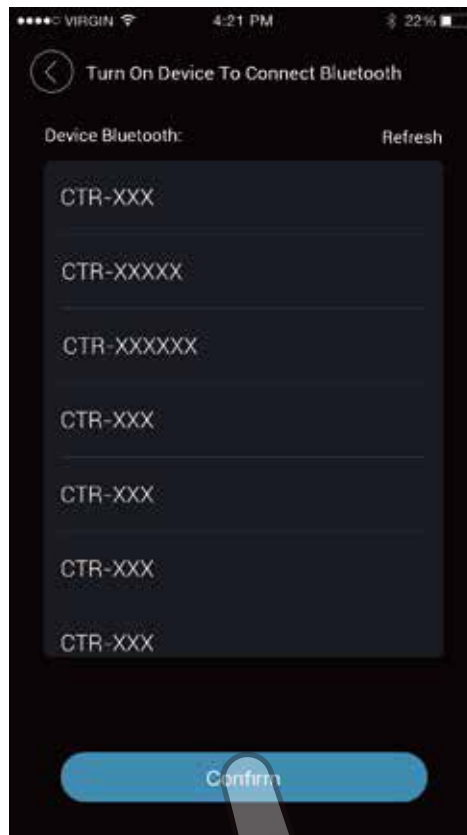 VIRGIN 4:21 PM 22%
Turn On Device To Connect Bluetooth
Device Bluetooth: Refresh
CTR-XXX
CTR-XXXXX
CTR-XXXXXX
CTR-XXX
CTR-XXX
CTR-XXX
CTR-XXX
Confirm